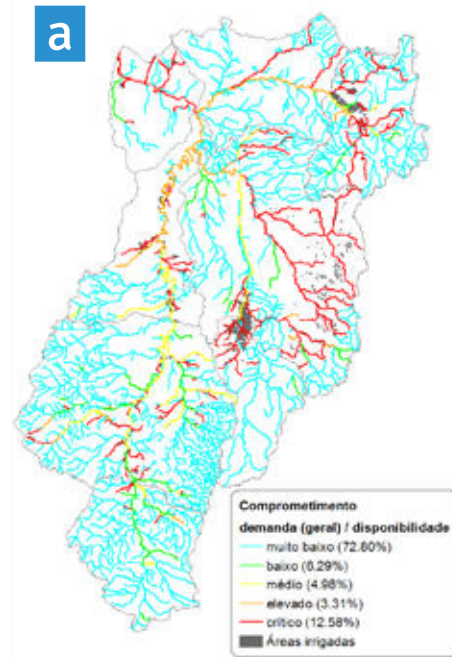 a
Comprometimento
demanda (geral) / disponibilidade
muito baixo (72.80%)
baixo (6.29%)
médio (4.98%)
elevado (3.31%)
crítico (12.58%)
Áreas irrigadas